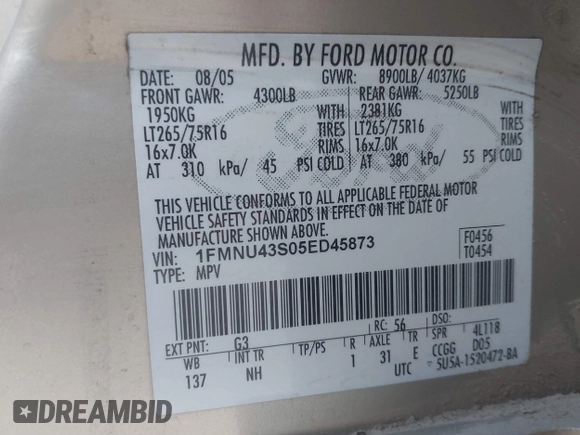 MFD. BY FORD MOTOR CO.
DATE: 08/05 GVWR: 8900LB/ 4037KG
FRONT GAWR: 4300LB REAR GAWR: 5250LB
1950KG 2381KG
LT265/75R16 TIRES LT265/75R16 TIRES
16x7.0K RIMS 16x7.0K RIMS
AT 310 kPa/ 45 PSI COLD AT 380 kPa/ 55 PSI COLD
Ford
THIS VEHICLE CONFORMS TO ALL APPLICABLE FEDERAL MOTOR
VEHICLE SAFETY STANDARDS IN EFFECT ON THE DATE OF
MANUFACTURE SHOWN ABOVE.
VIN: 1FMNU43S05ED45873
TYPE: MPV
F0456
T0454
EXT PNT: G3 RC: 56 DSO:
WB INT TR TP/PS R AXLE TR SPR 4L118
137 NH 1 31 E CCGG D05
UTC 5U5A-1520472-BA
DREAMBID